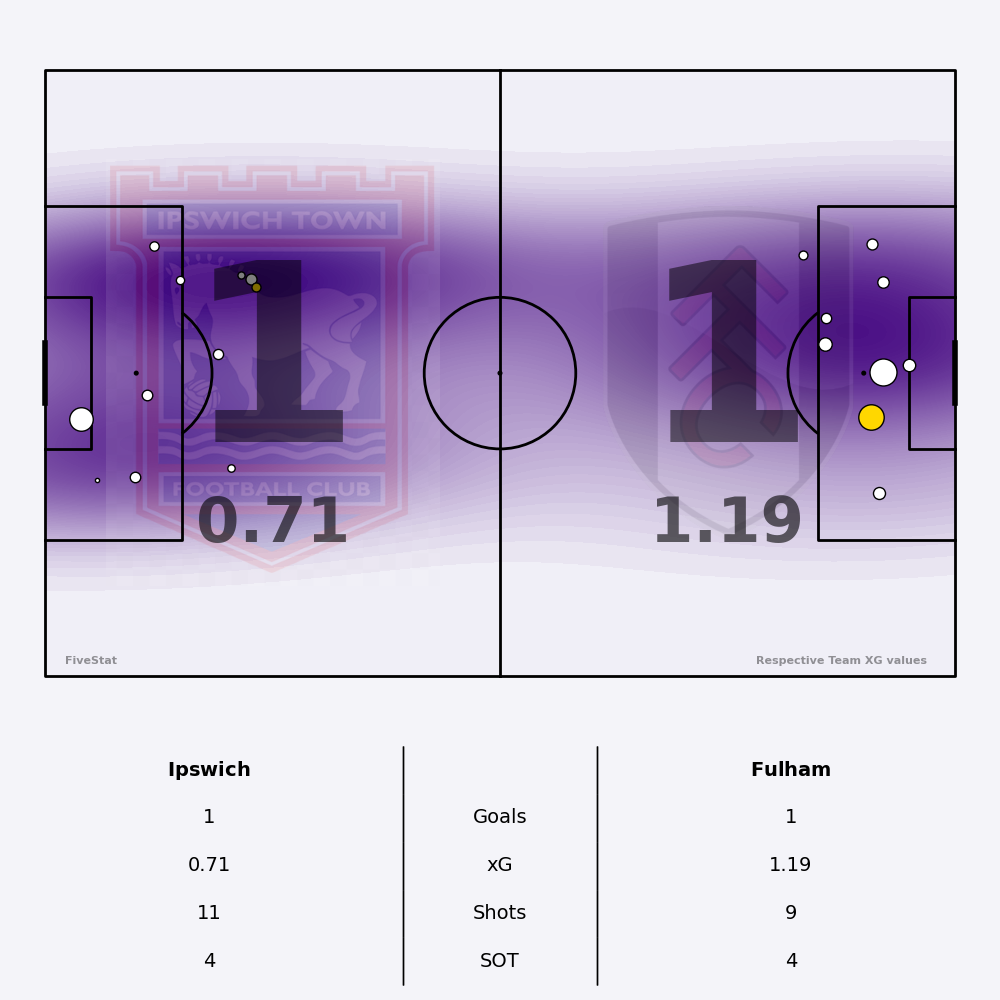 IPSWICH TOWN
FOOTBALL CLUB
1 1
0.71 1.19
FiveStat Respective Team XG values
Ipswich Fulham
1 Goals 1
0.71 xG 1.19
11 Shots 9
4 SOT 4